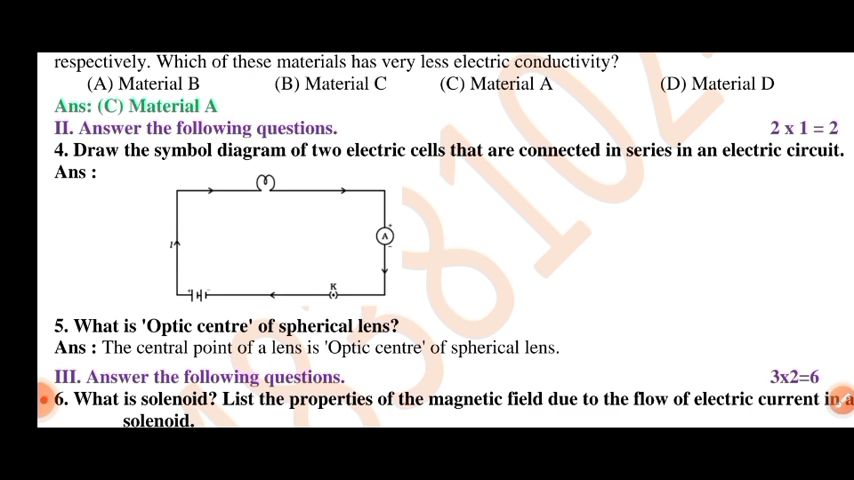 respectively. Which of these materials has very less electric conductivity?
(A) Material B (B) Material C (C) Material A (D) Material D
Ans: (C) Material A
II. Answer the following questions. 2 x 1 = 2
4. Draw the symbol diagram of two electric cells that are connected in series in an electric circuit.
Ans :
A
I
K
5. What is 'Optic centre' of spherical lens?
Ans : The central point of a lens is 'Optic centre' of spherical lens.
III. Answer the following questions. 3x2=6
6. What is solenoid? List the properties of the magnetic field due to the flow of electric current in a
solenoid.